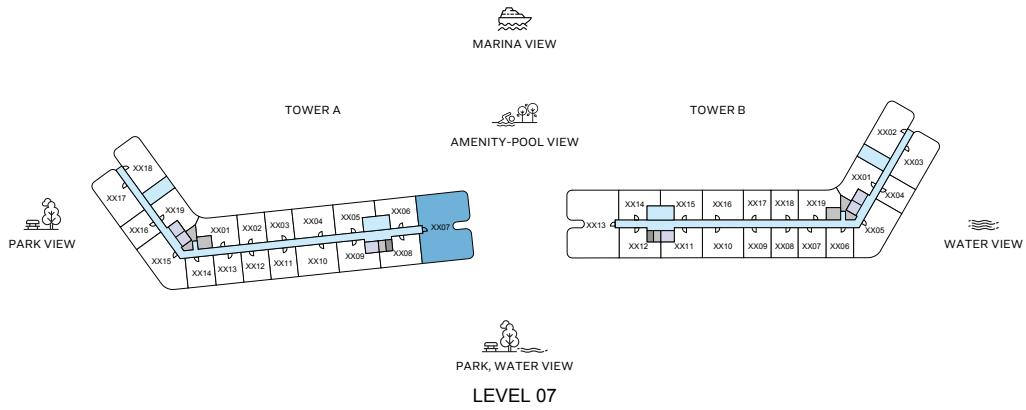 MARINA VIEW
TOWER A
TOWER B
AMENITY-POOL VIEW
PARK VIEW
WATER VIEW
XX18
XX17
XX19
XX16
XX15
XX01
XX02
XX03
XX04
XX05
XX06
XX07
XX14
XX13
XX12
XX11
XX10
XX09
XX08
XX02
XX03
XX01
XX04
XX05
XX14
XX15
XX16
XX17
XX18
XX19
XX13
XX12
XX11
XX10
XX09
XX08
XX07
XX06
PARK, WATER VIEW
LEVEL 07